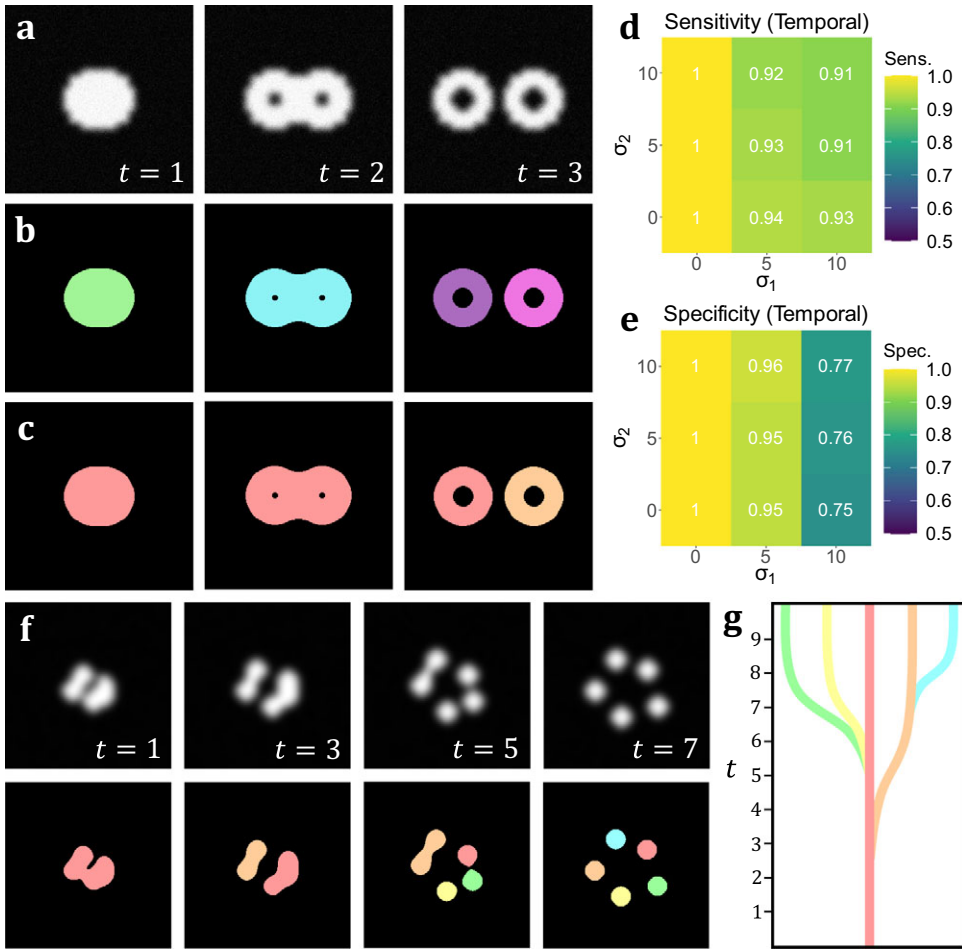 a
t = 1
t = 2
t = 3
b
c
d
Sensitivity (Temporal)
10
5
0
σ2
1
0.92
0.91
1
0.93
0.91
1
0.94
0.93
0
5
10
σ1
Sens.
1.0
0.9
0.8
0.7
0.6
0.5
e
Specificity (Temporal)
10
5
0
σ2
1
0.96
0.77
1
0.95
0.76
1
0.95
0.75
0
5
10
σ1
Spec.
1.0
0.9
0.8
0.7
0.6
0.5
f
t = 1
t = 3
t = 5
t = 7
g
9
8
7
6
5
4
3
2
1
t